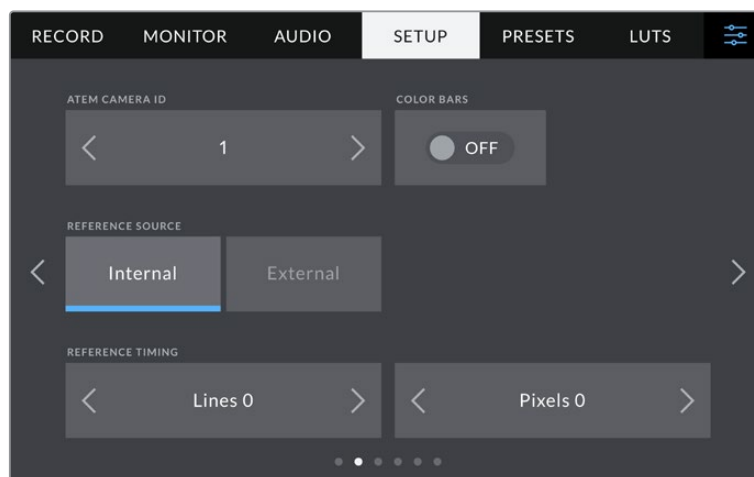 RECORD MONITOR AUDIO SETUP PRESETS LUTS
ATEM CAMERA ID COLOR BARS
1 OFF
REFERENCE SOURCE
Internal External
REFERENCE TIMING
Lines 0 Pixels 0